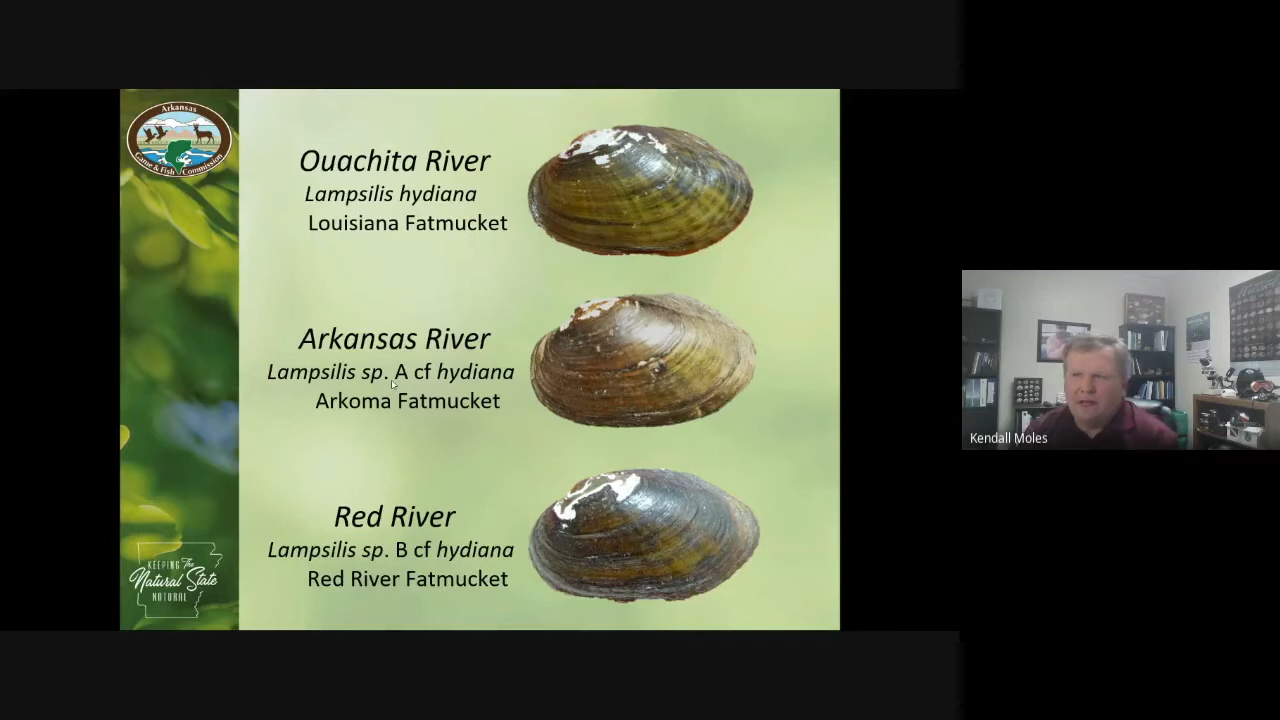 Arkansas
Game & Fish Commission
Ouachita River
Lampsilis hydiana
Louisiana Fatmucket
Arkansas River
Lampsilis sp. A cf hydiana
Arkoma Fatmucket
Red River
Lampsilis sp. B cf hydiana
Red River Fatmucket
KEEPING The
Natural State
NATURAL
Kendall Moles